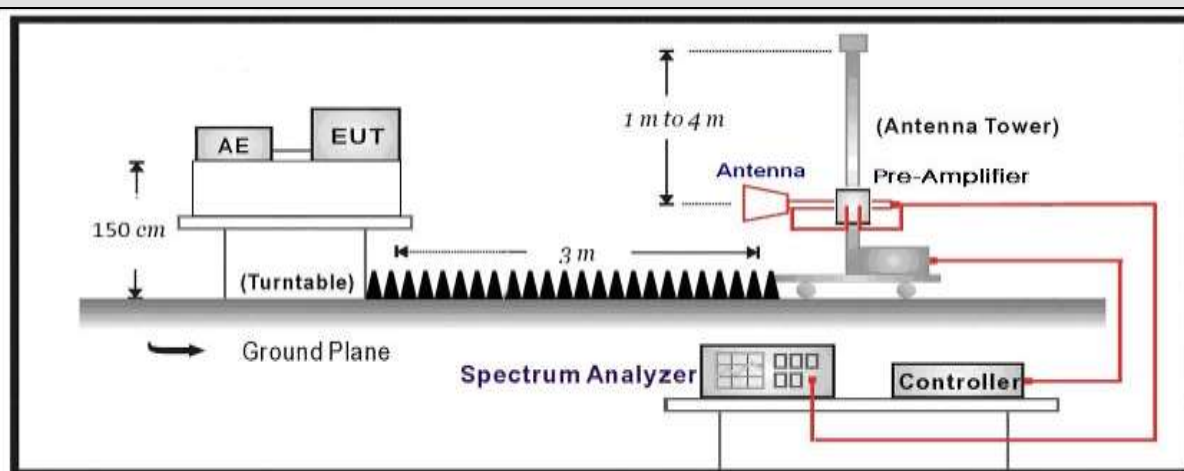 1 m to 4 m
(Antenna Tower)
AE
EUT
Antenna
Pre-Amplifier
150 cm
3 m
(Turntable)
Ground Plane
Spectrum Analyzer
Controller